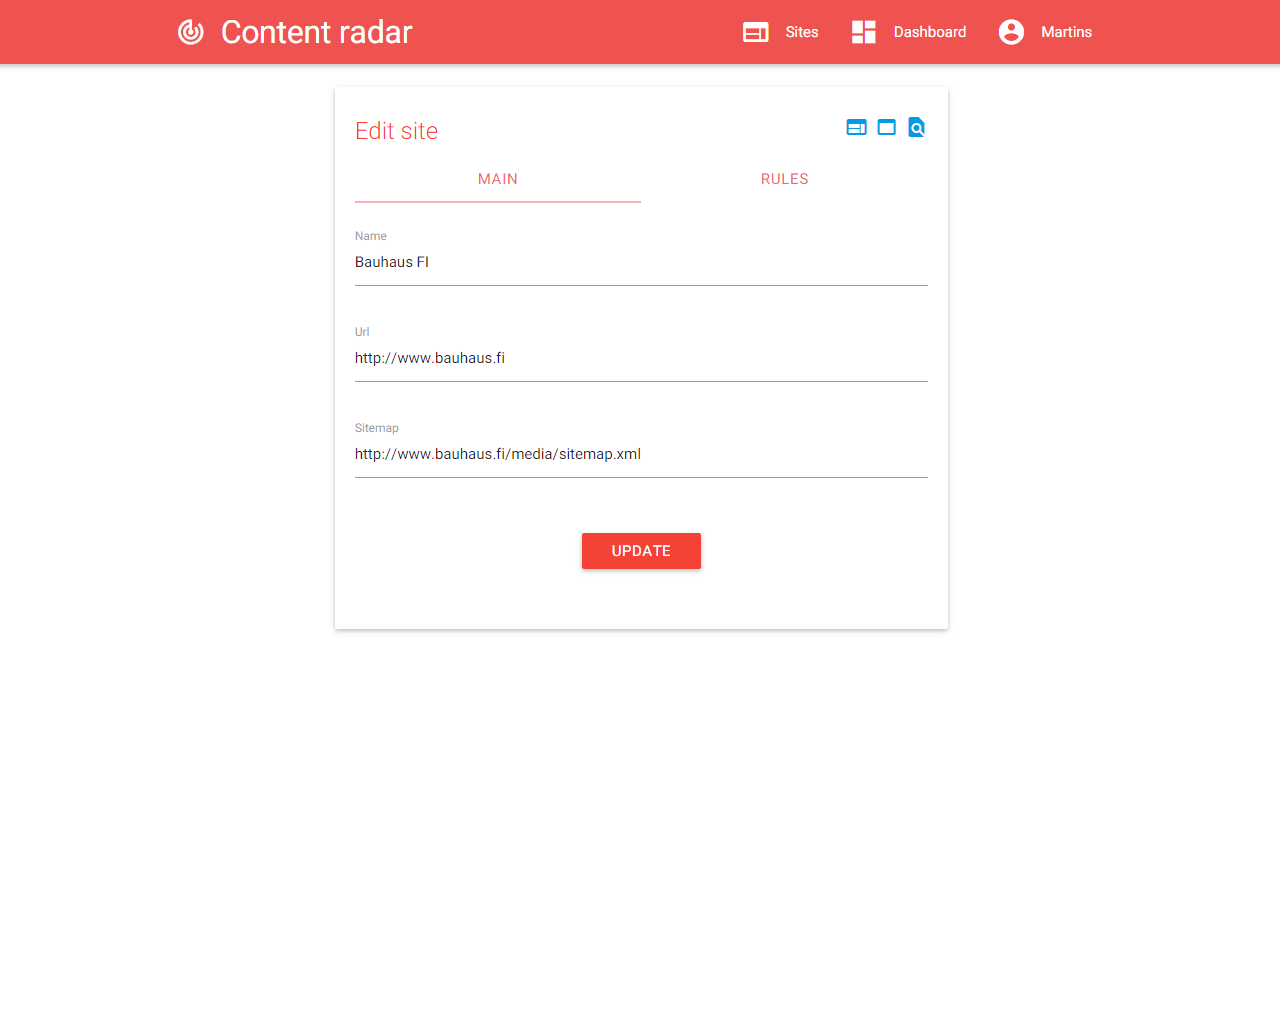 Content radar
Sites
Dashboard
Martins
Edit site
MAIN
RULES
Name
Bauhaus FI
Url
http://www.bauhaus.fi
Sitemap
http://www.bauhaus.fi/media/sitemap.xml
UPDATE